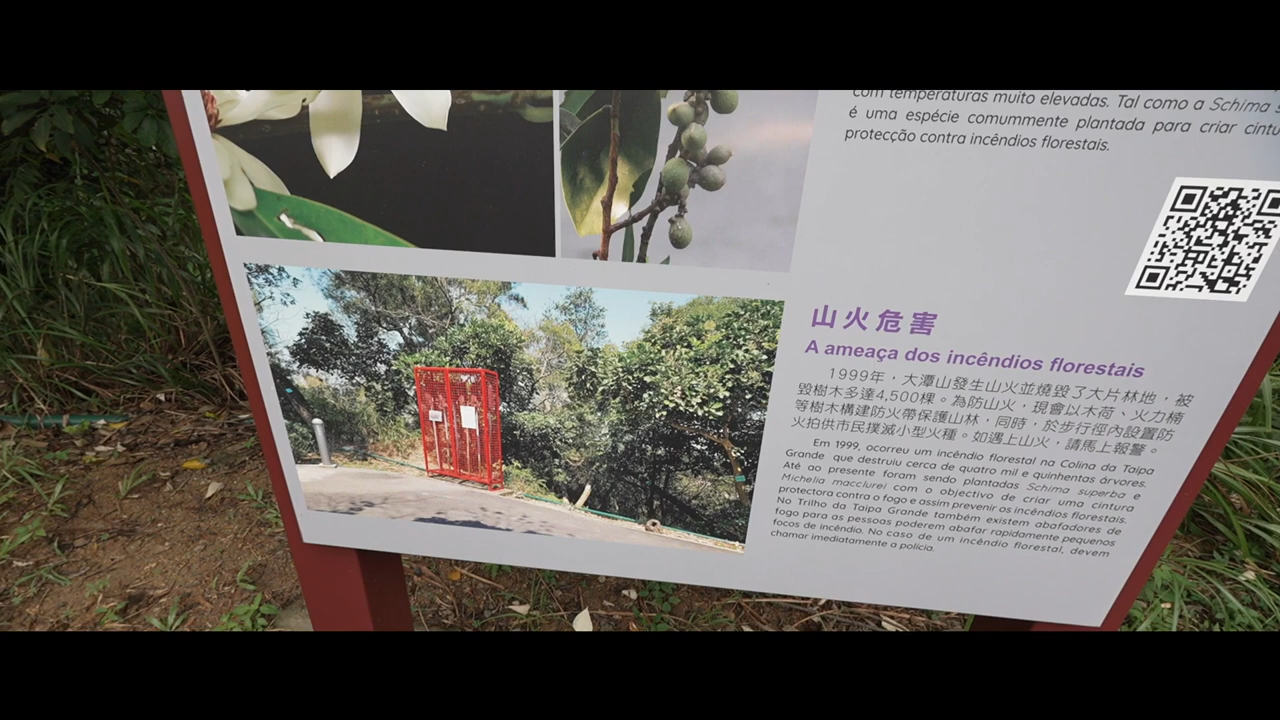 com temperaturas muito elevadas. Tal como a Schima
é uma espécie comummente plantada para criar cintu
protecção contra incêndios florestais.
山火危害
A ameaça dos incêndios florestais
1999年，大潭山發生山火並燒毀了大片林地，被
毀樹木多達4,500棵。為防山火，現會以木荷、火力楠
等樹木構建防火帶保護山林，同時，於步行徑內設置防
火拍供市民撲滅小型火種。如遇上山火，請馬上報警。
Em 1999, ocorreu um incêndio florestal na Colina da Taipa
Grande que destruiu cerca de quatro mil e quinhentas árvores.
Até ao presente foram sendo plantadas Schima superba e
Michelia macclurei com o objectivo de criar uma cintura
protectora contra o fogo e assim prevenir os incêndios florestais.
No Trilho da Taipa Grande também existem abafadores de
fogo para as pessoas poderem abafar rapidamente pequenos
focos de incêndio. No caso de um incêndio florestal, devem
chamar imediatamente a polícia.